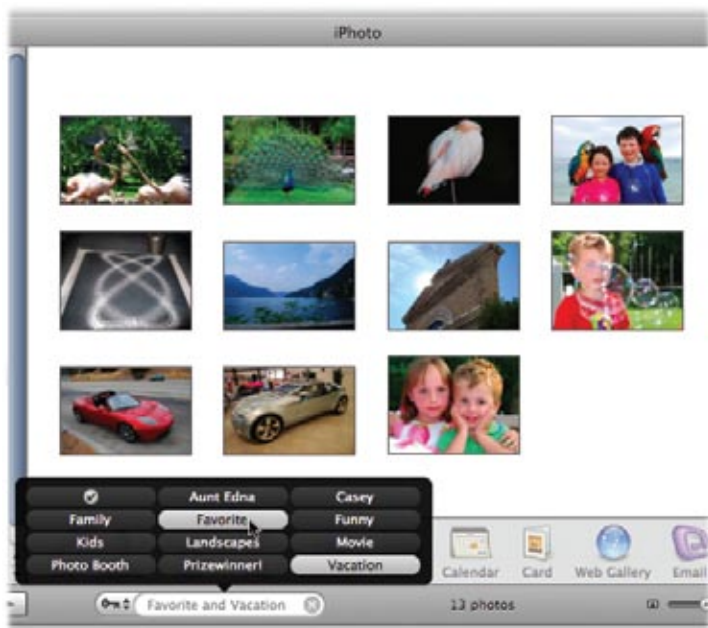 iPhoto
Aunt Edna Casey
Family Favorite Funny
Kids Landscapes Movie
Photo Booth Prizewinner! Vacation
Calendar Card Web Gallery Email
Favorite and Vacation 13 photos